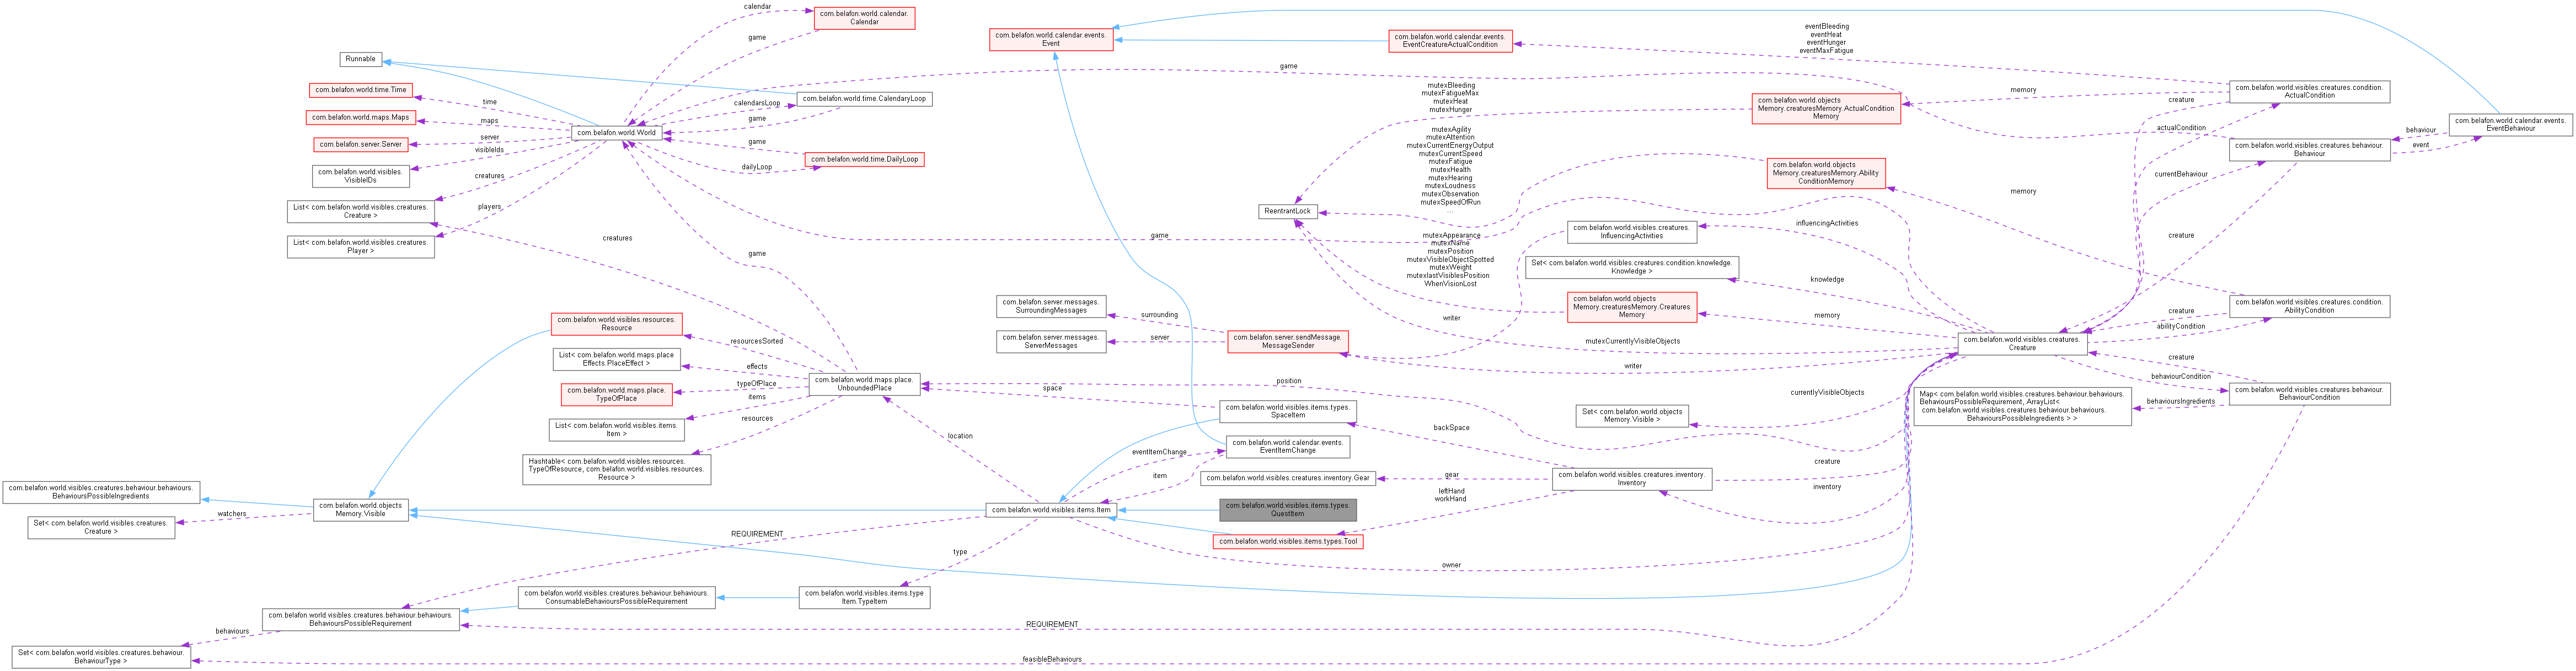 calendar
com.belafon.world.calendar.
Calendar
game
Runnable
com.belafon.world.time.Time
com.belafon.world.maps.Maps
com.belafon.server.Server
com.belafon.world.visibles.
VisibleIDs
List< com.belafon.world.visibles.creatures.
Creature >
List< com.belafon.world.visibles.creatures.
Player >
time
maps
server
visibleIds
creatures
players
com.belafon.world.World
calendarsLoop
com.belafon.world.time.CalendaryLoop
game
game
com.belafon.world.time.DailyLoop
dailyLoop
creatures
game
com.belafon.world.calendar.events.
Event
com.belafon.world.calendar.events.
EventCreatureActualCondition
eventBleeding
eventHeat
eventHunger
eventMaxFatigue
game
mutexBleeding
mutexFatigueMax
mutexHeat
mutexHunger
com.belafon.world.objects
Memory.creaturesMemory.ActualCondition
Memory
memory
com.belafon.world.visibles.creatures.condition.
ActualCondition
creature
actualCondition
com.belafon.world.calendar.events.
EventBehaviour
behaviour
event
com.belafon.world.visibles.creatures.behaviour.
Behaviour
currentBehaviour
mutexAgility
mutexAttention
mutexCurrentEnergyOutput
mutexCurrentSpeed
mutexFatigue
mutexHealth
mutexHearing
mutexLoudness
mutexObservation
mutexSpeedOfRun
...
com.belafon.world.objects
Memory.creaturesMemory.Ability
ConditionMemory
memory
ReentrantLock
game
com.belafon.world.visibles.creatures.
InfluencingActivities
influencingActivities
creature
mutexAppearance
mutexName
mutexPosition
mutexVisibleObjectSpotted
mutexWeight
mutexlastVisiblesPosition
WhenVisionLost
Set< com.belafon.world.visibles.creatures.condition.knowledge.
Knowledge >
knowledge
com.belafon.world.objects
Memory.creaturesMemory.Creatures
Memory
memory
com.belafon.world.visibles.creatures.condition.
AbilityCondition
creature
abilityCondition
com.belafon.server.messages.
SurroundingMessages
surrounding
com.belafon.server.messages.
ServerMessages
server
com.belafon.server.sendMessage.
MessageSender
writer
mutexCurrentlyVisibleObjects
writer
com.belafon.world.visibles.creatures.
Creature
creature
behaviourCondition
com.belafon.world.visibles.creatures.behaviour.
BehaviourCondition
behavioursIngredients
Map< com.belafon.world.visibles.creatures.behaviour.behaviours.
BehavioursPossibleRequirement, ArrayList<
com.belafon.world.visibles.creatures.behaviour.behaviours.
BehavioursPossibleIngredients > >
com.belafon.world.visibles.resources.
Resource
resourcesSorted
List< com.belafon.world.maps.place
Effects.PlaceEffect >
effects
com.belafon.world.maps.place.
TypeOfPlace
typeOfPlace
List< com.belafon.world.visibles.items.
Item >
items
Hashtable< com.belafon.world.visibles.resources.
TypeOfResource, com.belafon.world.visibles.resources.
Resource >
resources
com.belafon.world.maps.place.
UnboundedPlace
space
position
location
com.belafon.world.visibles.items.types.
SpaceItem
backSpace
Set< com.belafon.world.objects
Memory.Visible >
currentlyVisibleObjects
com.belafon.world.calendar.events.
EventItemChange
eventItemChange
item
com.belafon.world.visibles.creatures.inventory.Gear
gear
com.belafon.world.visibles.creatures.inventory.
Inventory
creature
inventory
leftHand
workHand
com.belafon.world.visibles.items.types.
QuestItem
com.belafon.world.visibles.items.types.Tool
com.belafon.world.visibles.items.Item
owner
com.belafon.world.visibles.creatures.behaviour.behaviours.
BehavioursPossibleIngredients
Set< com.belafon.world.visibles.creatures.
Creature >
watchers
com.belafon.world.objects
Memory.Visible
REQUIREMENT
type
com.belafon.world.visibles.items.type
Item.TypeItem
com.belafon.world.visibles.creatures.behaviour.behaviours.
ConsumableBehavioursPossibleRequirement
com.belafon.world.visibles.creatures.behaviour.behaviours.
BehavioursPossibleRequirement
REQUIREMENT
behaviours
Set< com.belafon.world.visibles.creatures.behaviour.
BehaviourType >
feasibleBehaviours